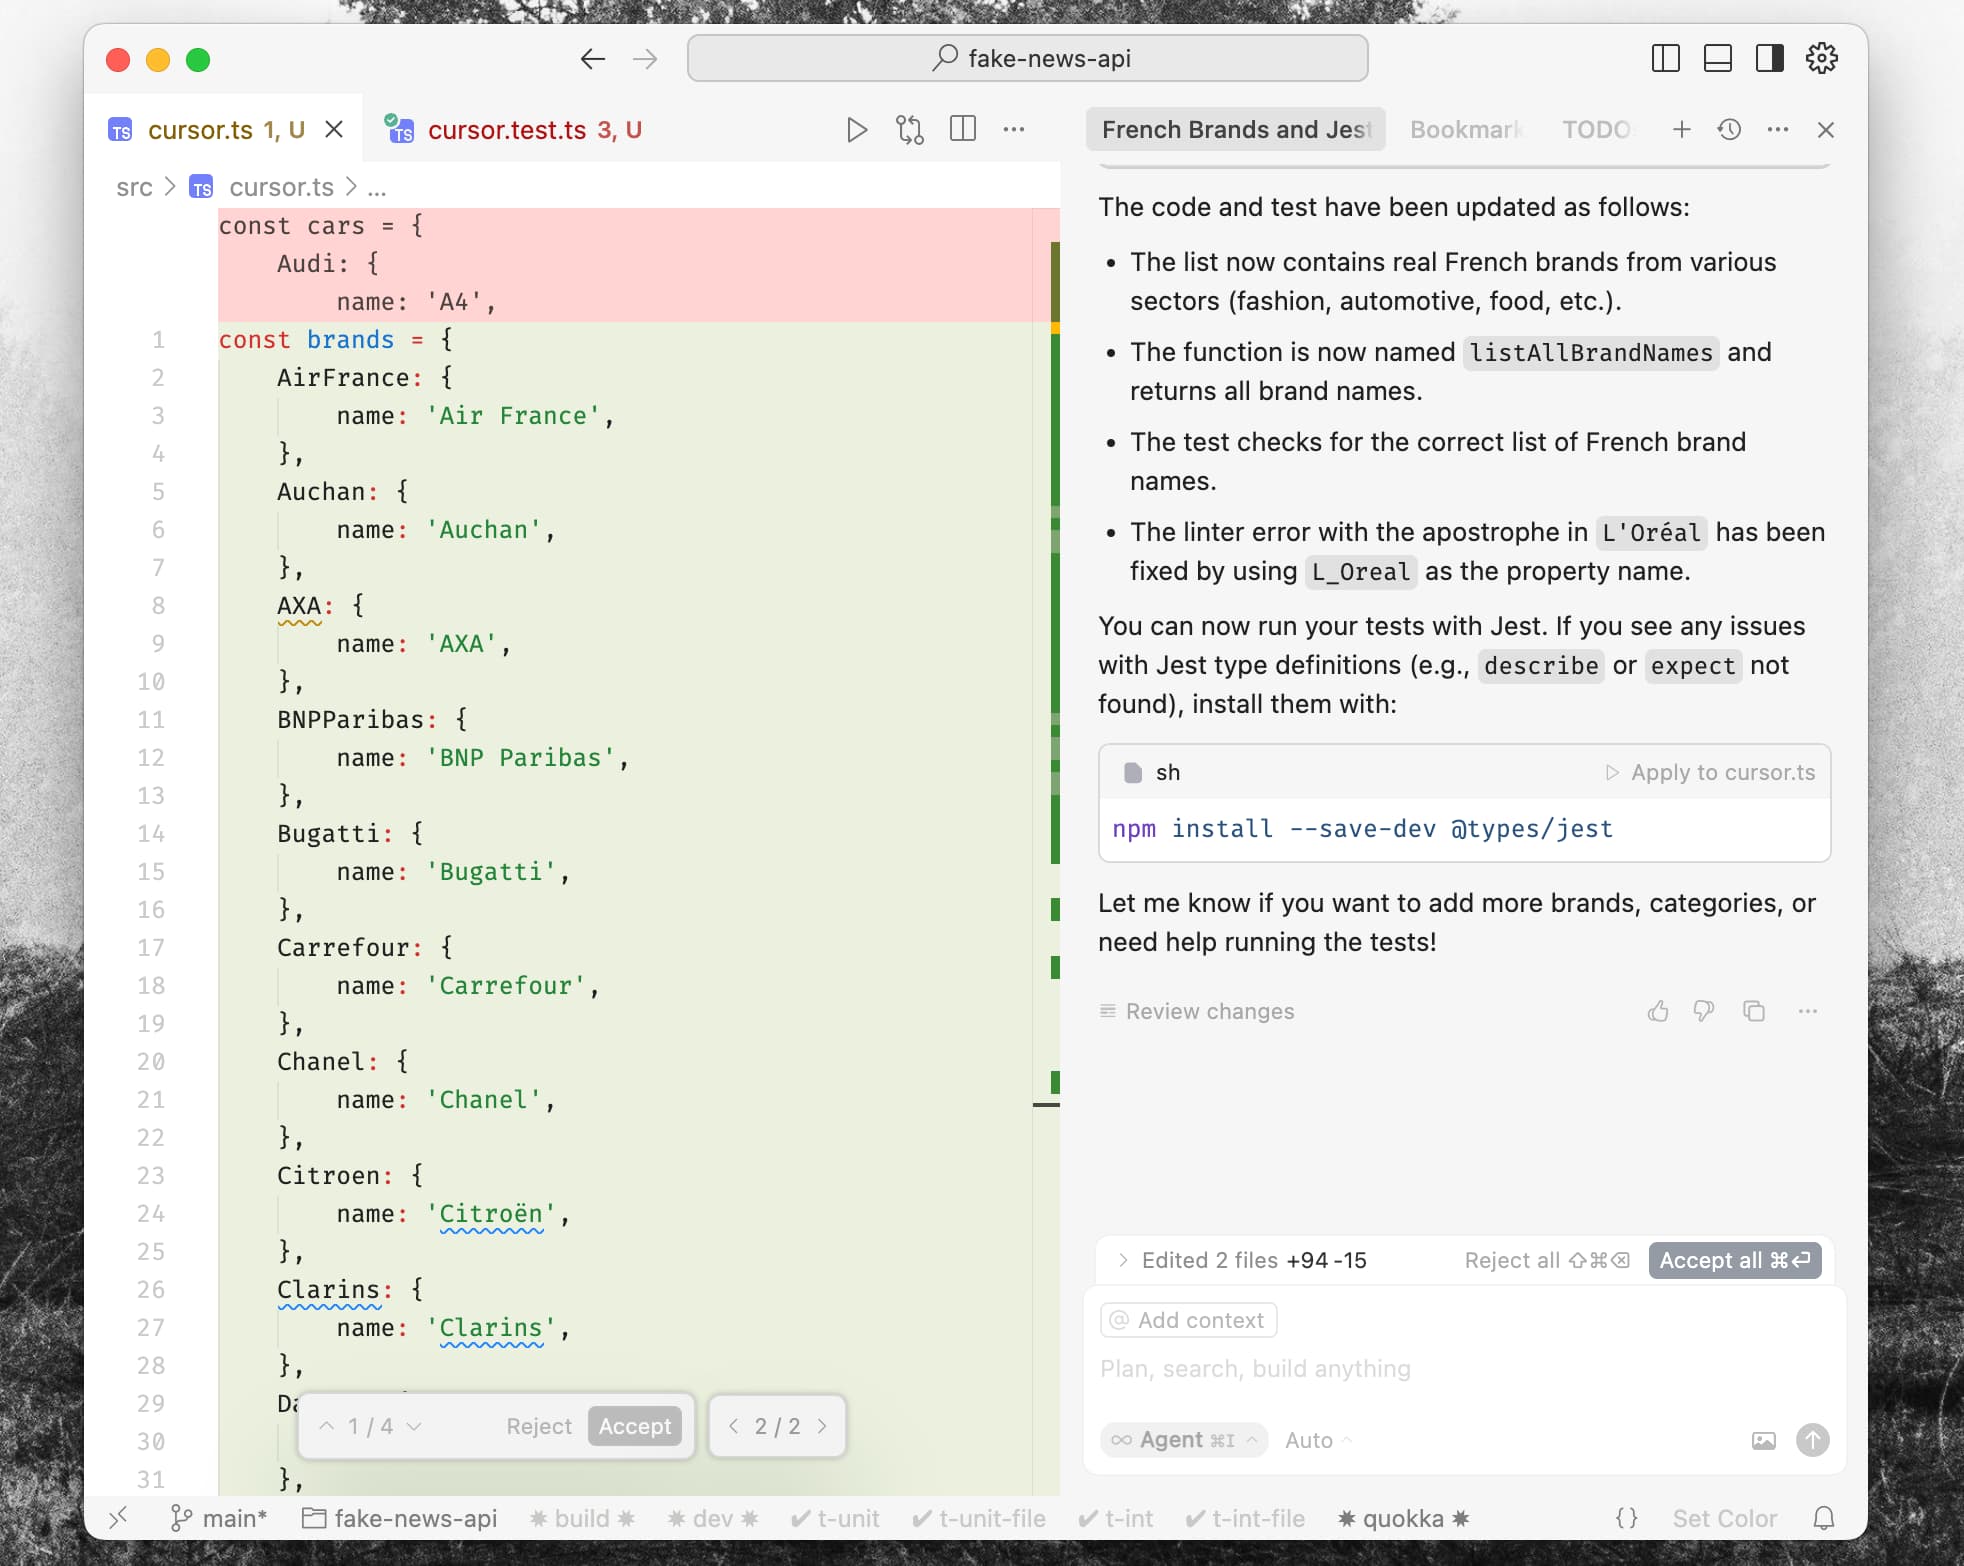 fake-news-api
cursor.ts 1, U
cursor.test.ts 3, U
src > cursor.ts > ...
const cars = {
Audi: {
name: 'A4',
1 const brands = {
2 AirFrance: {
3 name: 'Air France',
4 },
5 Auchan: {
6 name: 'Auchan',
7 },
8 AXA: {
9 name: 'AXA',
10 },
11 BNPParibas: {
12 name: 'BNP Paribas',
13 },
14 Bugatti: {
15 name: 'Bugatti',
16 },
17 Carrefour: {
18 name: 'Carrefour',
19 },
20 Chanel: {
21 name: 'Chanel',
22 },
23 Citroen: {
24 name: 'Citroën',
25 },
26 Clarins: {
27 name: 'Clarins',
28 },
29
30
31 },
1 / 4 Reject Accept
2 / 2
French Brands and Jest
Bookmark
TODO
The code and test have been updated as follows:
• The list now contains real French brands from various
sectors (fashion, automotive, food, etc.).
• The function is now named listAllBrandNames and
returns all brand names.
• The test checks for the correct list of French brand
names.
• The linter error with the apostrophe in L'Oréal has been
fixed by using L_Oreal as the property name.
You can now run your tests with Jest. If you see any issues
with Jest type definitions (e.g., describe or expect not
found), install them with:
sh
Apply to cursor.ts
npm install --save-dev @types/jest
Let me know if you want to add more brands, categories, or
need help running the tests!
Review changes
Edited 2 files +94 -15
Reject all ⇧⌘⌫
Accept all ⌘⏎
@ Add context
Plan, search, build anything
∞ Agent ⌘I
Auto
main*
fake-news-api
✷ build ✷
✷ dev ✷
✔ t-unit
✔ t-unit-file
✔ t-int
✔ t-int-file
✷ quokka ✷
{}
Set Color